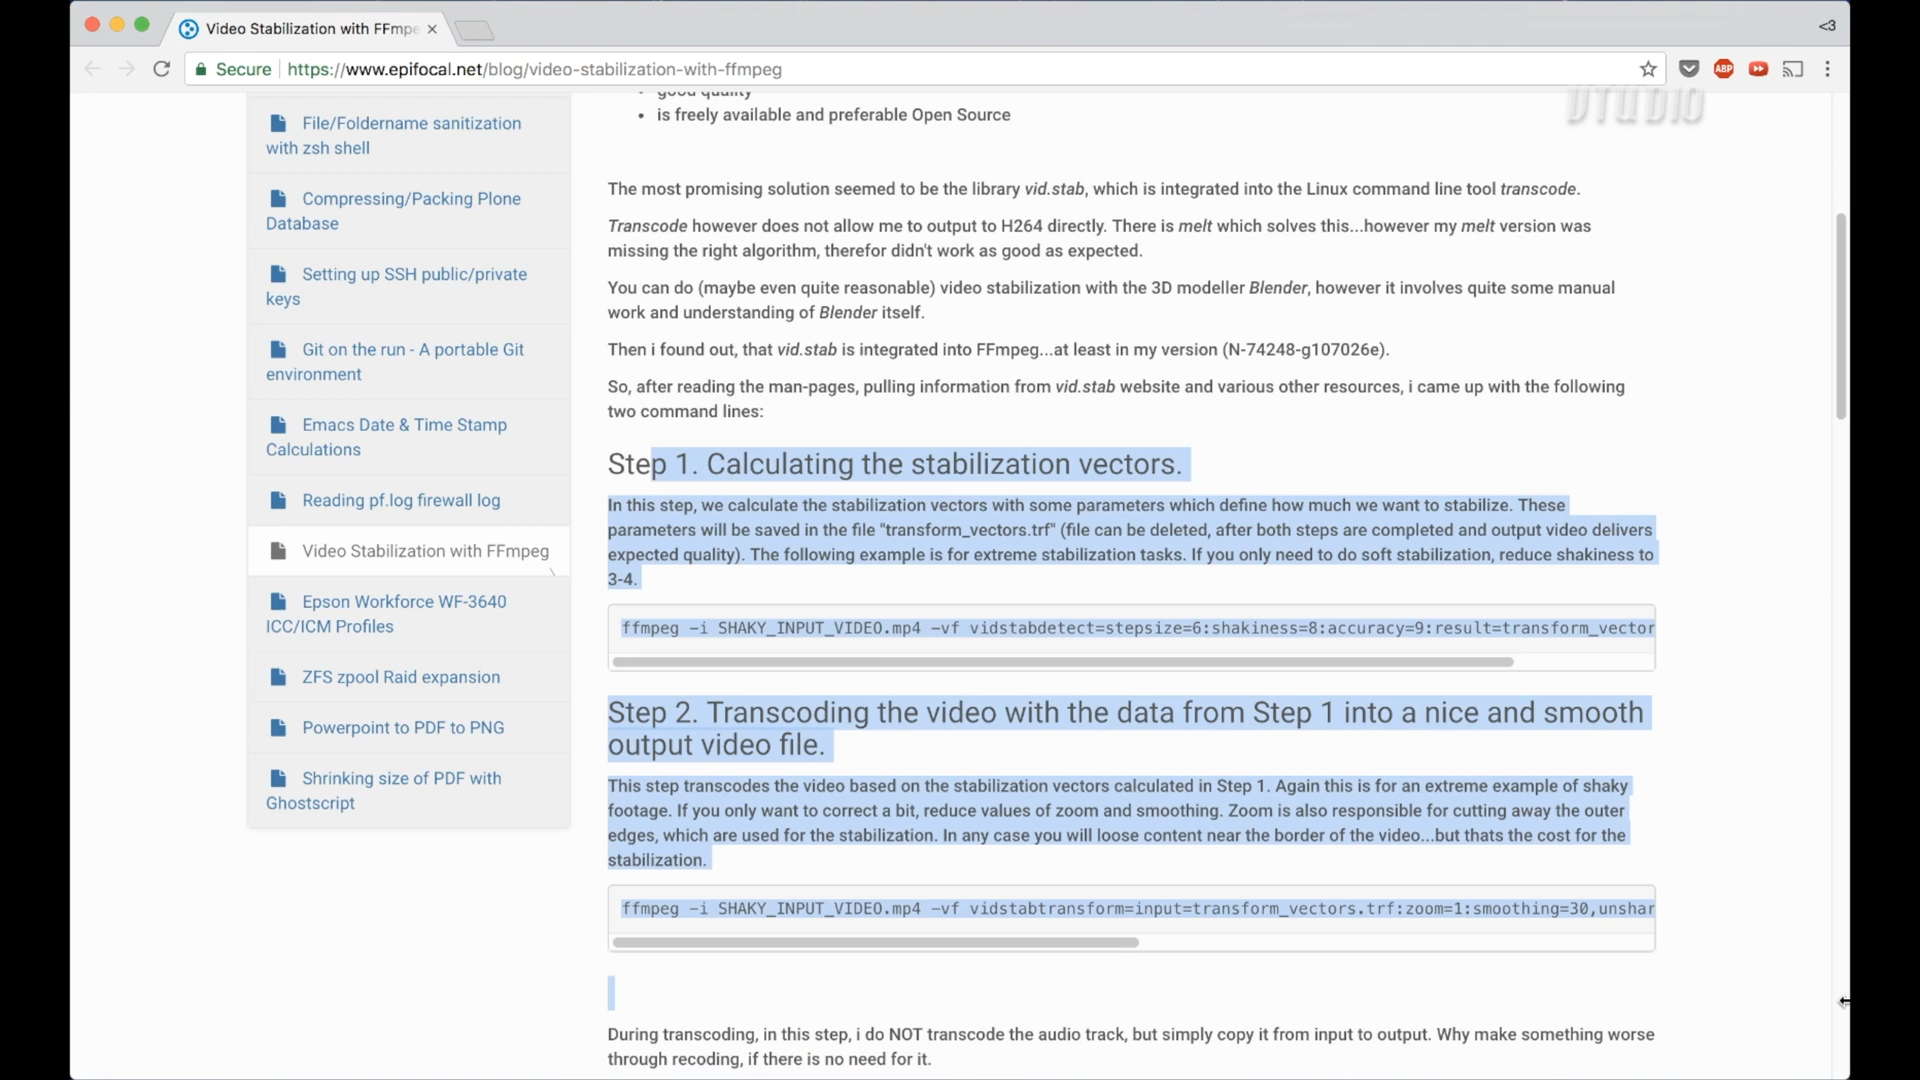 Video Stabilization with FFmpe
<3
Secure https://www.epifocal.net/blog/video-stabilization-with-ffmpeg
ABP
VTUDIO
File/Foldername sanitization
with zsh shell
Compressing/Packing Plone
Database
Setting up SSH public/private
keys
Git on the run - A portable Git
environment
Emacs Date & Time Stamp
Calculations
Reading pf.log firewall log
Video Stabilization with FFmpeg
Epson Workforce WF-3640
ICC/ICM Profiles
ZFS zpool Raid expansion
Powerpoint to PDF to PNG
Shrinking size of PDF with
Ghostscript
• good quality
• is freely available and preferable Open Source
The most promising solution seemed to be the library vid.stab, which is integrated into the Linux command line tool transcode.
Transcode however does not allow me to output to H264 directly. There is melt which solves this...however my melt version was
missing the right algorithm, therefor didn't work as good as expected.
You can do (maybe even quite reasonable) video stabilization with the 3D modeller Blender, however it involves quite some manual
work and understanding of Blender itself.
Then i found out, that vid.stab is integrated into FFmpeg...at least in my version (N-74248-g107026e).
So, after reading the man-pages, pulling information from vid.stab website and various other resources, i came up with the following
two command lines:
Step 1. Calculating the stabilization vectors.
In this step, we calculate the stabilization vectors with some parameters which define how much we want to stabilize. These
parameters will be saved in the file "transform_vectors.trf" (file can be deleted, after both steps are completed and output video delivers
expected quality). The following example is for extreme stabilization tasks. If you only need to do soft stabilization, reduce shakiness to
3-4.
ffmpeg -i SHAKY_INPUT_VIDEO.mp4 -vf vidstabdetect=stepsize=6:shakiness=8:accuracy=9:result=transform_vector
Step 2. Transcoding the video with the data from Step 1 into a nice and smooth
output video file.
This step transcodes the video based on the stabilization vectors calculated in Step 1. Again this is for an extreme example of shaky
footage. If you only want to correct a bit, reduce values of zoom and smoothing. Zoom is also responsible for cutting away the outer
edges, which are used for the stabilization. In any case you will loose content near the border of the video...but thats the cost for the
stabilization.
ffmpeg -i SHAKY_INPUT_VIDEO.mp4 -vf vidstabtransform=input=transform_vectors.trf:zoom=1:smoothing=30,unshar
During transcoding, in this step, i do NOT transcode the audio track, but simply copy it from input to output. Why make something worse
through recoding, if there is no need for it.